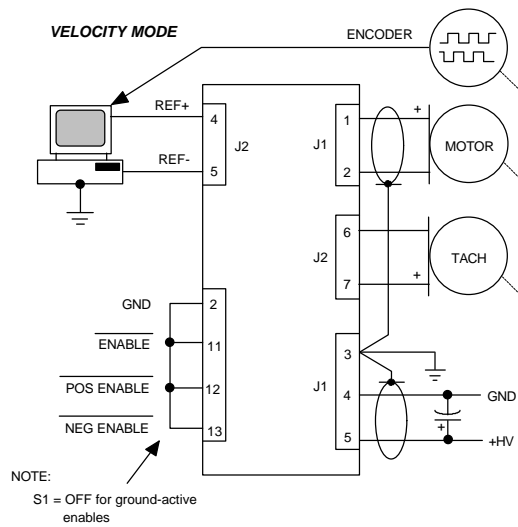 VELOCITY MODE
ENCODER
REF+
4
J2
REF-
5
J1
1
+
MOTOR
2
J2
6
TACH
7
+
GND
2
ENABLE
11
POS ENABLE
12
NEG ENABLE
13
J1
3
4
GND
+
5
+HV
NOTE:
S1 = OFF for ground-active
enables